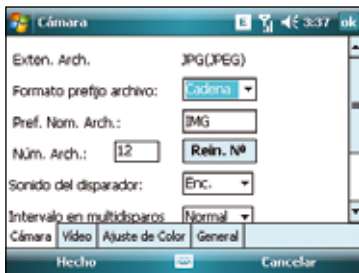 Cámara E 3:37 ok
Exten. Arch. JPG(JPEG)
Formato prefijo archivo: Cadena
Pref. Nom. Arch.: IMG
Núm. Arch.: 12 Rein. Nº
Sonido del disparador: Enc.
Intervalo en multidisparos Normal
Cámara Vídeo Ajuste de Color General
Hecho Cancelar